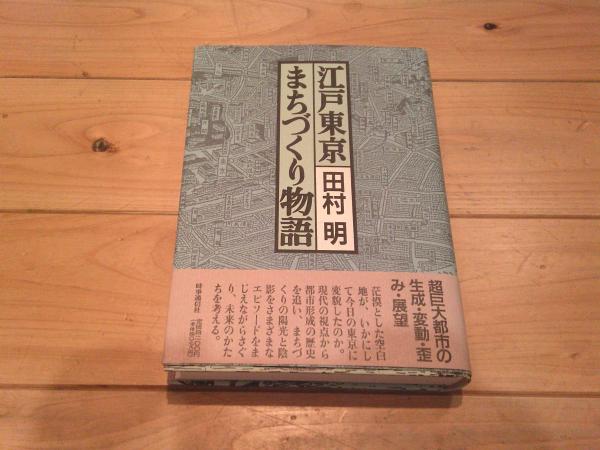 江戸東京
まちづくり物語
田村 明
超巨大都市の
生成・変動・歪
み・展望
茫漠とした空白
地が、いかにし
て今日の東京に
変貌したのか。
現代の視点から
都市形成の歴史
を追い、まちづ
くりの陽光と陰
影をさまざまな
エピソードをま
じえながらさぐ
り、未来のかた
ちを考える。
時事通信社